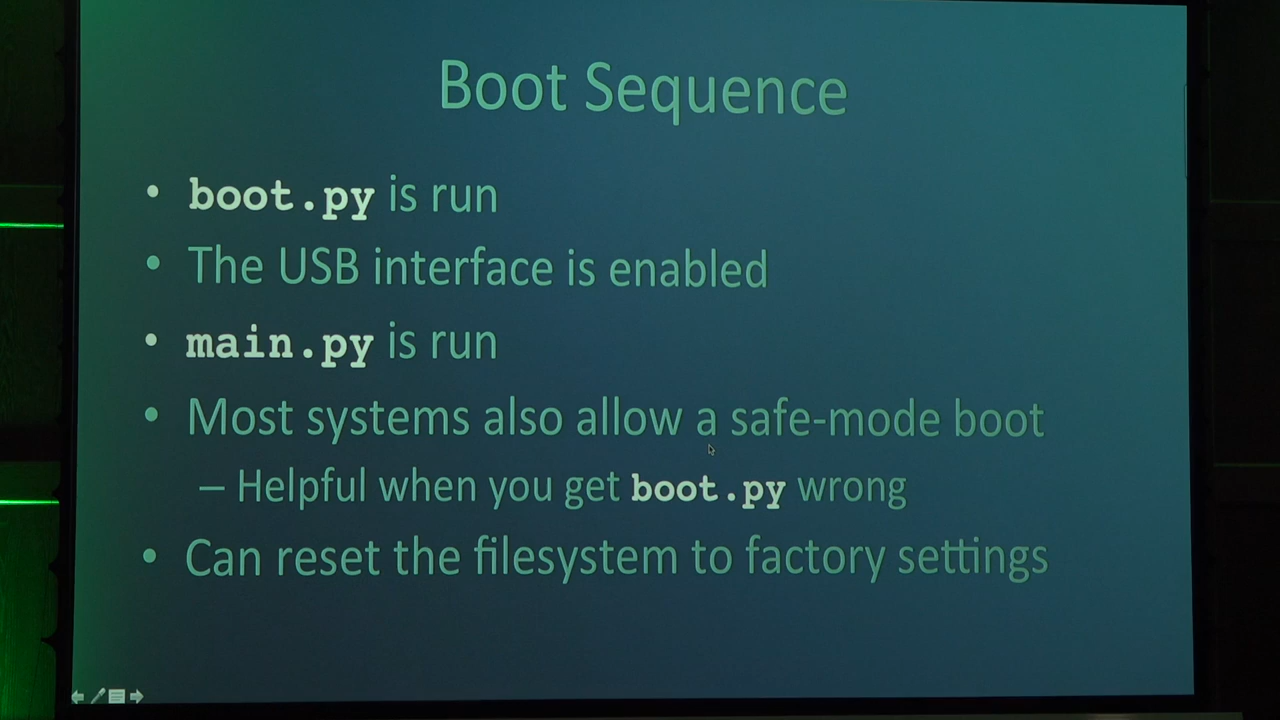 Boot Sequence
• boot.py is run
• The USB interface is enabled
• main.py is run
• Most systems also allow a safe-mode boot
– Helpful when you get boot.py wrong
• Can reset the filesystem to factory settings